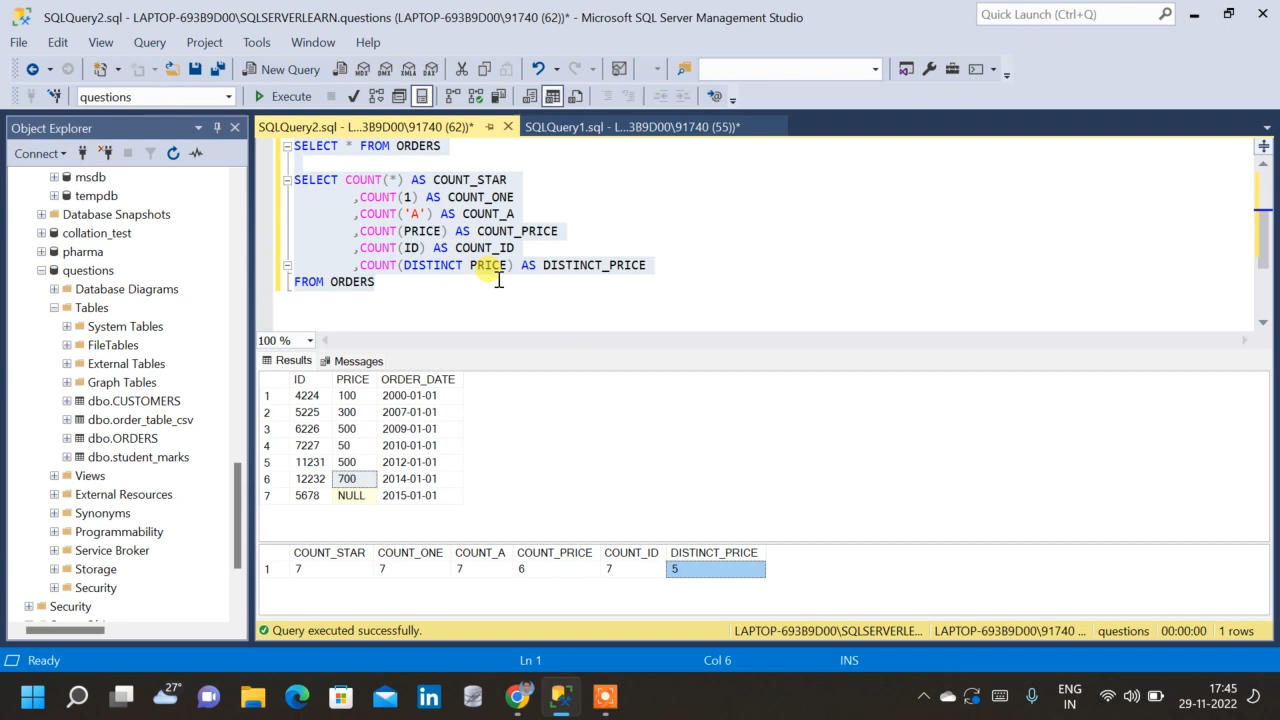 SQLQuery2.sql - LAPTOP-693B9D00\SQLSERVERLEARN.questions (LAPTOP-693B9D00\91740 (62))* - Microsoft SQL Server Management Studio
Quick Launch (Ctrl+Q)
File Edit View Query Project Tools Window Help
New Query MDX DMX XMLA DAX
questions Execute
Object Explorer
SQLQuery2.sql - L...3B9D00\91740 (62))* SQLQuery1.sql - L...3B9D00\91740 (55))*
Connect
msdb
tempdb
Database Snapshots
collation_test
pharma
questions
Database Diagrams
Tables
System Tables
FileTables
External Tables
Graph Tables
dbo.CUSTOMERS
dbo.order_table_csv
dbo.ORDERS
dbo.student_marks
Views
External Resources
Synonyms
Programmability
Service Broker
Storage
Security
Security
SELECT * FROM ORDERS
SELECT COUNT(*) AS COUNT_STAR
,COUNT(1) AS COUNT_ONE
,COUNT('A') AS COUNT_A
,COUNT(PRICE) AS COUNT_PRICE
,COUNT(ID) AS COUNT_ID
,COUNT(DISTINCT PRICE) AS DISTINCT_PRICE
FROM ORDERS
100 %
Results Messages
ID PRICE ORDER_DATE
1 4224 100 2000-01-01
2 5225 300 2007-01-01
3 6226 500 2009-01-01
4 7227 50 2010-01-01
5 11231 500 2012-01-01
6 12232 700 2014-01-01
7 5678 NULL 2015-01-01
COUNT_STAR COUNT_ONE COUNT_A COUNT_PRICE COUNT_ID DISTINCT_PRICE
1 7 7 7 6 7 5
Query executed successfully. LAPTOP-693B9D00\SQLSERVERLE... LAPTOP-693B9D00\91740 ... questions 00:00:00 1 rows
Ready Ln 1 Col 6 INS
27° ENG IN 17:45 29-11-2022